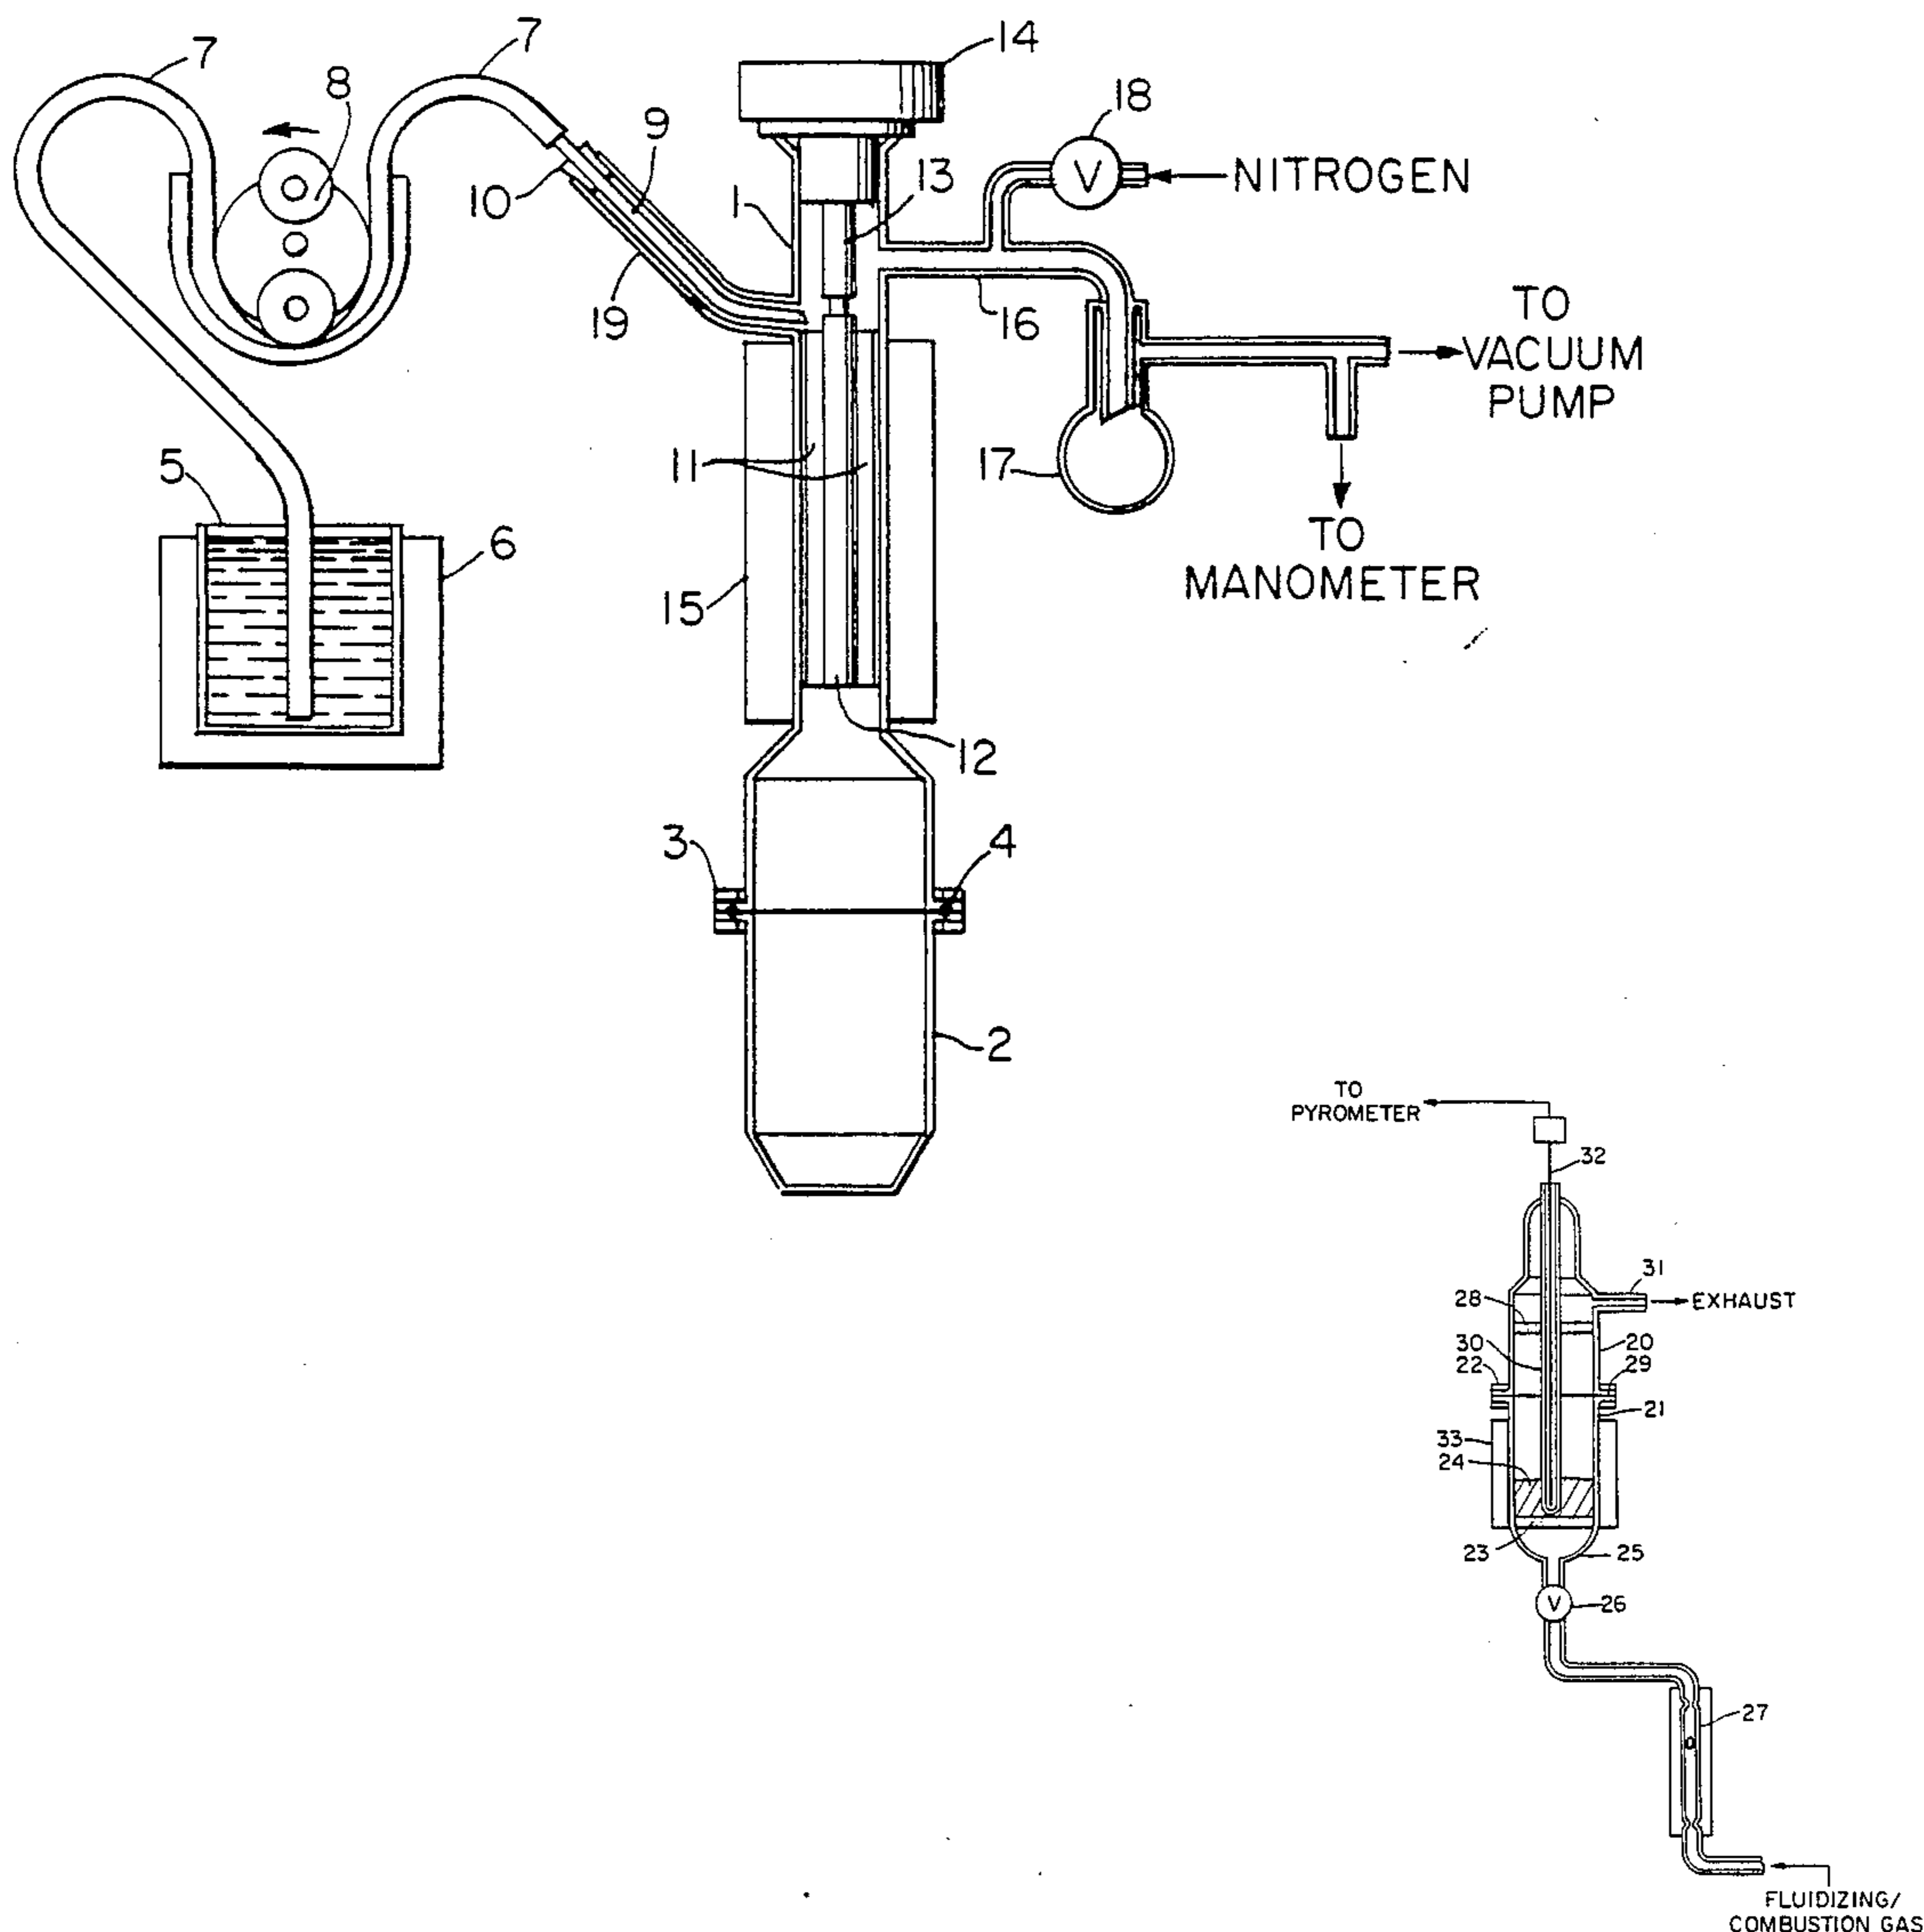 7
7
14
8
18
9
V
NITROGEN
10
1
13
19
16
TO
VACUUM
PUMP
5
11
17
6
TO
MANOMETER
15
12
3
4
2
TO
PYROMETER
32
31
28
EXHAUST
30
20
22
29
21
33
24
23
25
V
26
27
FLUIDIZING/
COMBUSTION GAS